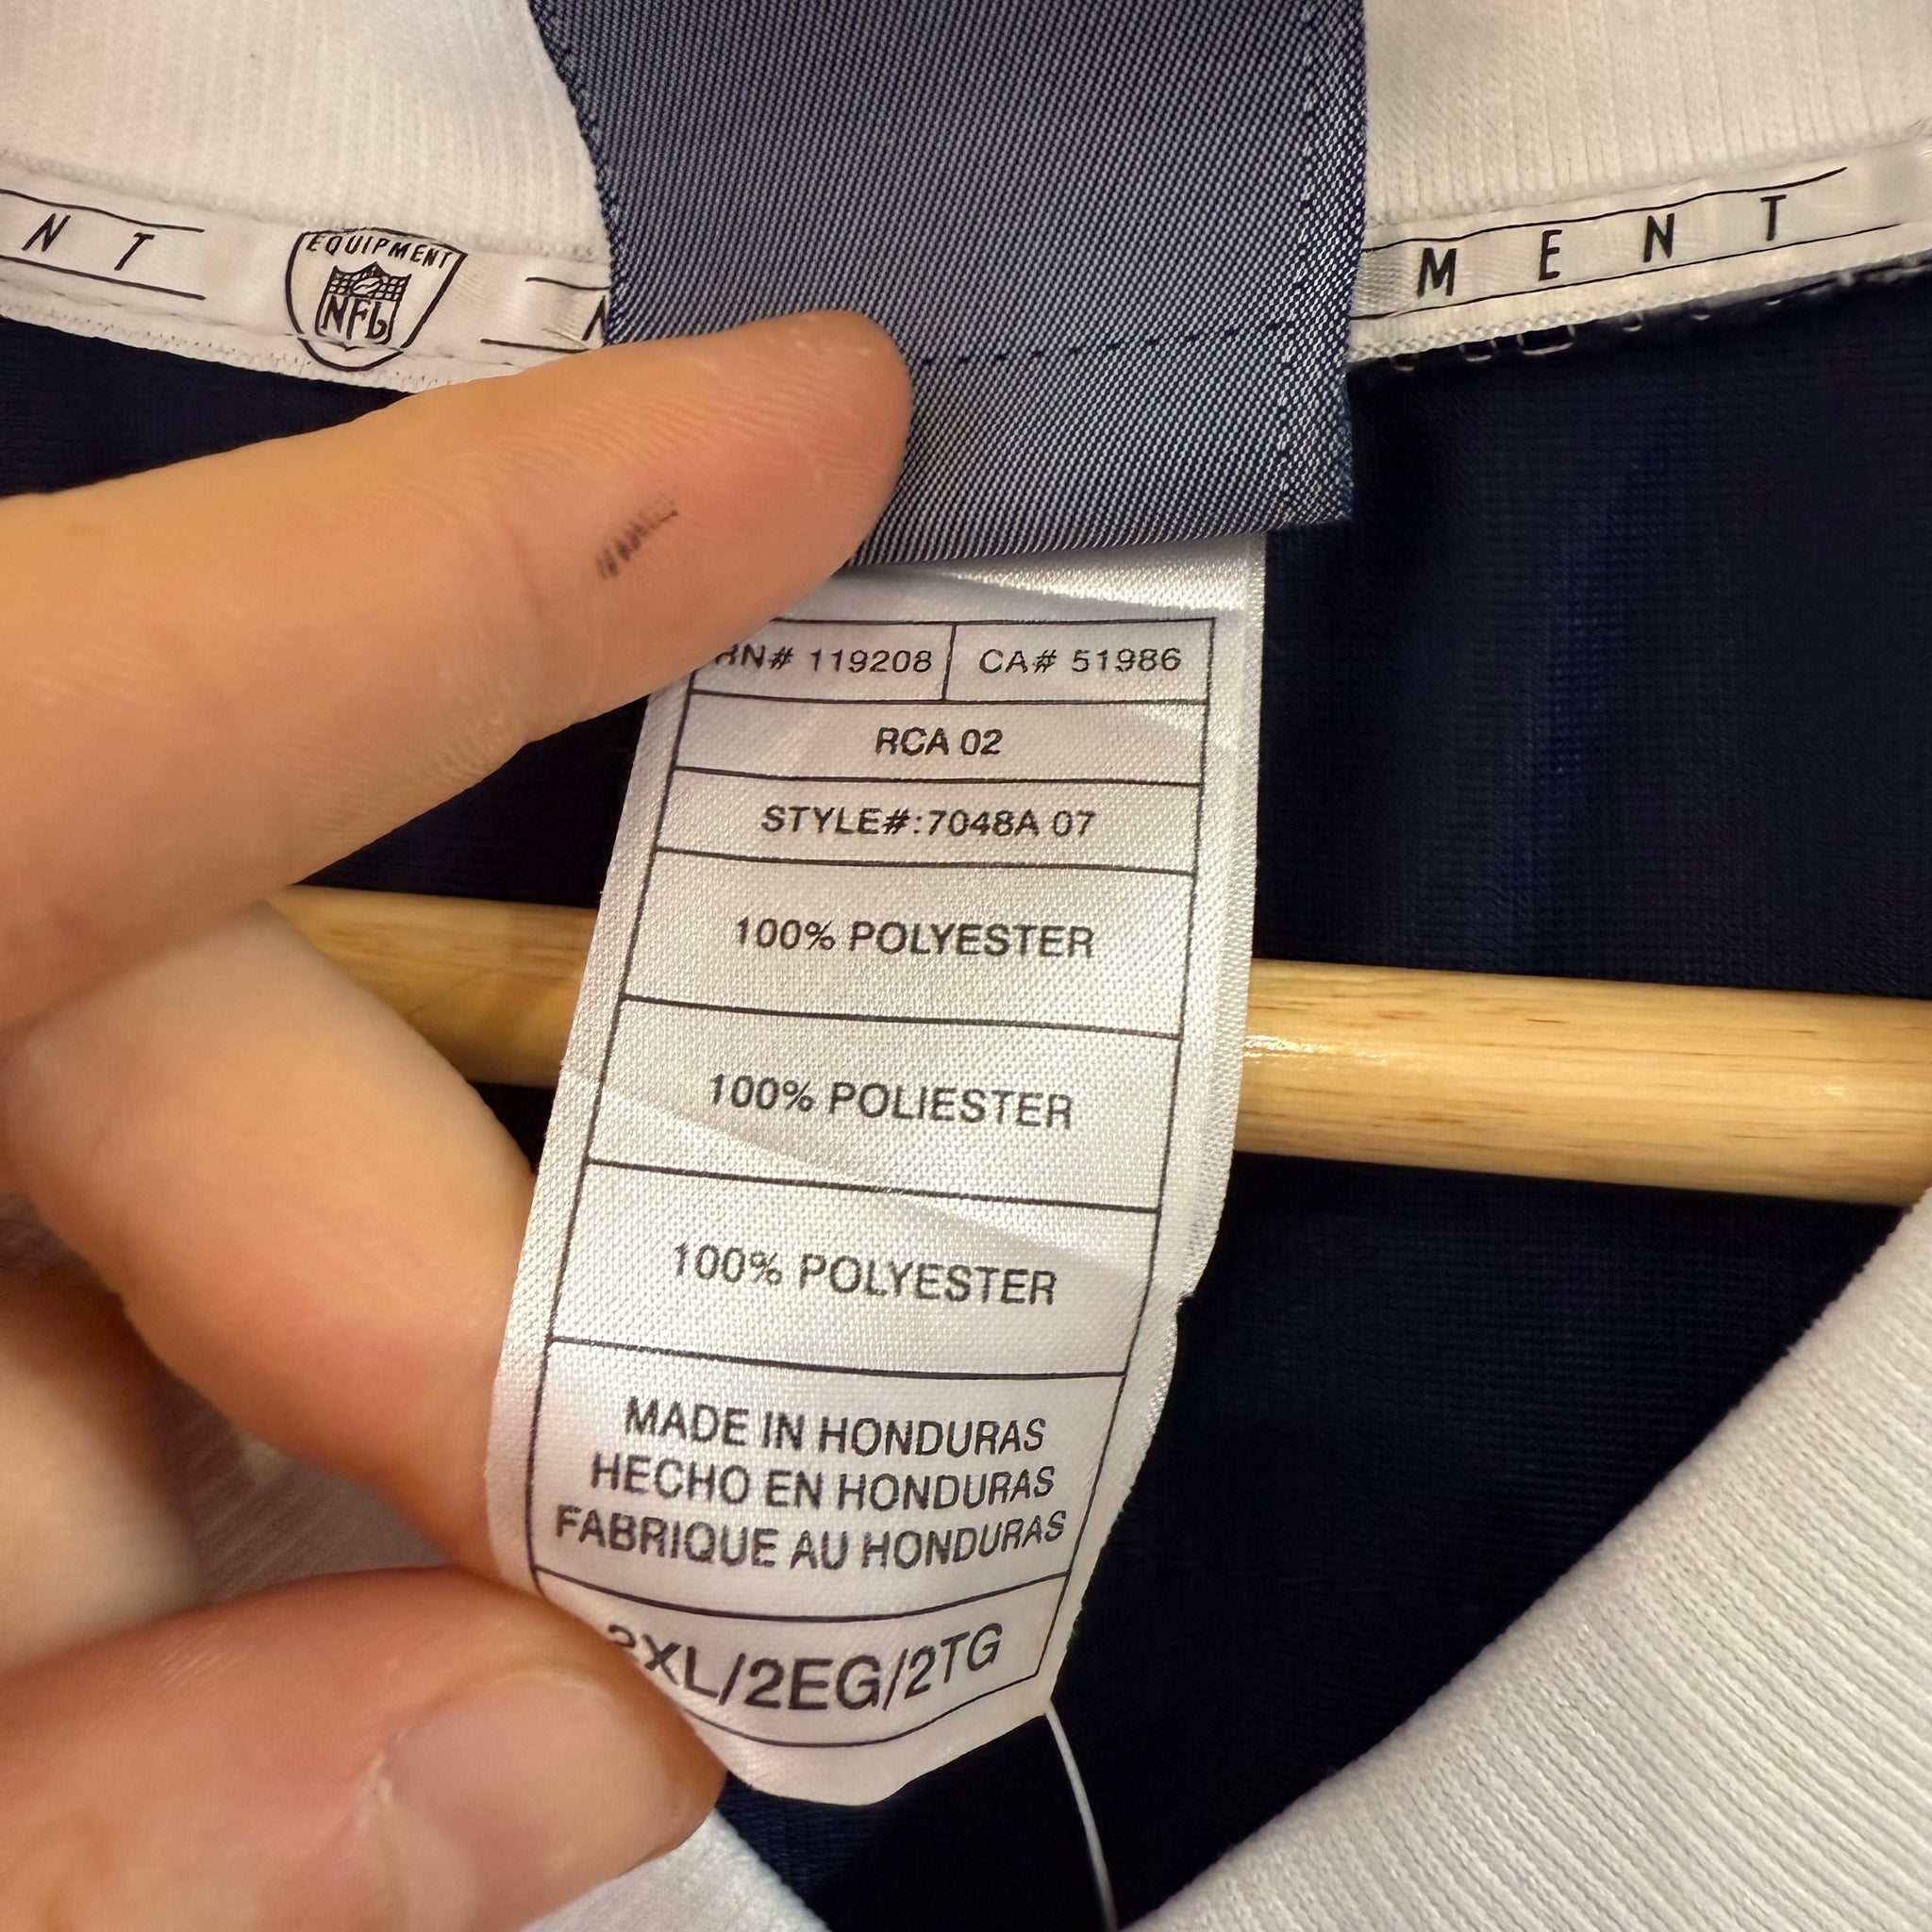 N T
EQUIPMENT
NFL
M E N T
RN# 119208 CA# 51986
RCA 02
STYLE#:7048A 07
100% POLYESTER
100% POLIESTER
100% POLYESTER
MADE IN HONDURAS
HECHO EN HONDURAS
FABRIQUE AU HONDURAS
2XL/2EG/2TG